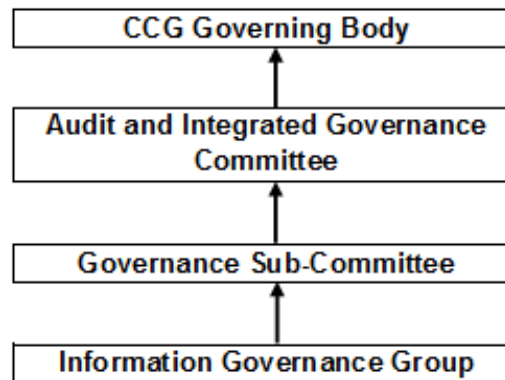 CCG Governing Body
Audit and Integrated Governance
Committee
Governance Sub-Committee
Information Governance Group